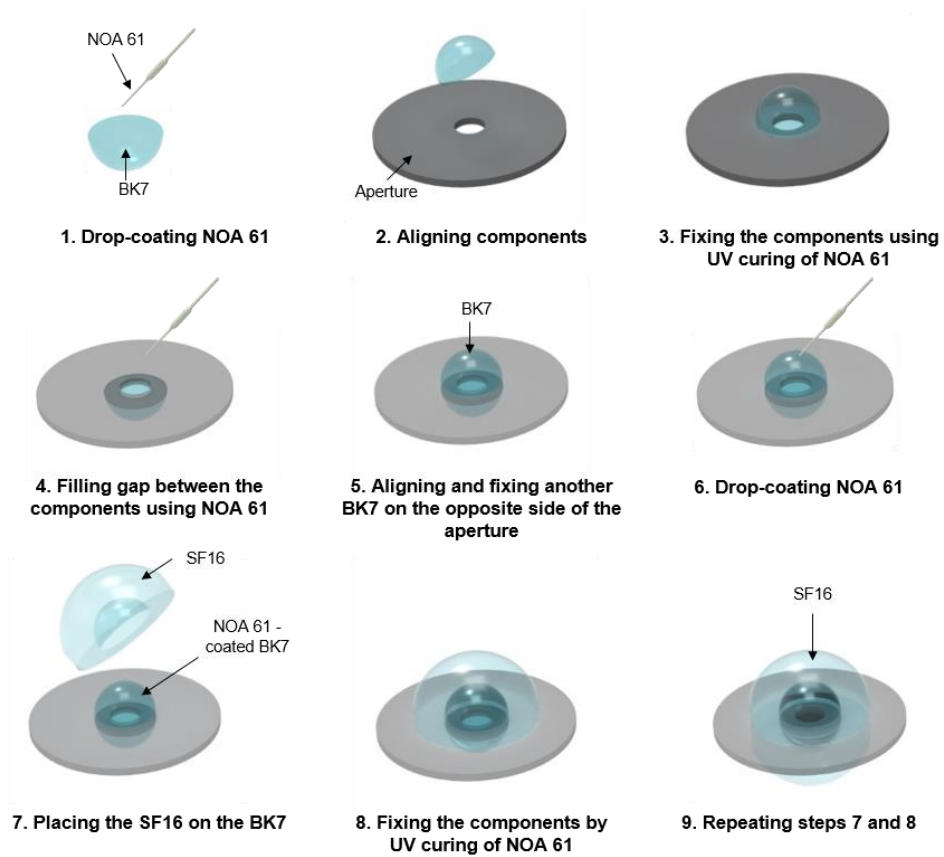 NOA 61
BK7
1. Drop-coating NOA 61
Aperture
2. Aligning components
3. Fixing the components using
UV curing of NOA 61
4. Filling gap between the
components using NOA 61
BK7
5. Aligning and fixing another
BK7 on the opposite side of the
aperture
6. Drop-coating NOA 61
SF16
NOA 61 -
coated BK7
7. Placing the SF16 on the BK7
8. Fixing the components by
UV curing of NOA 61
SF16
9. Repeating steps 7 and 8